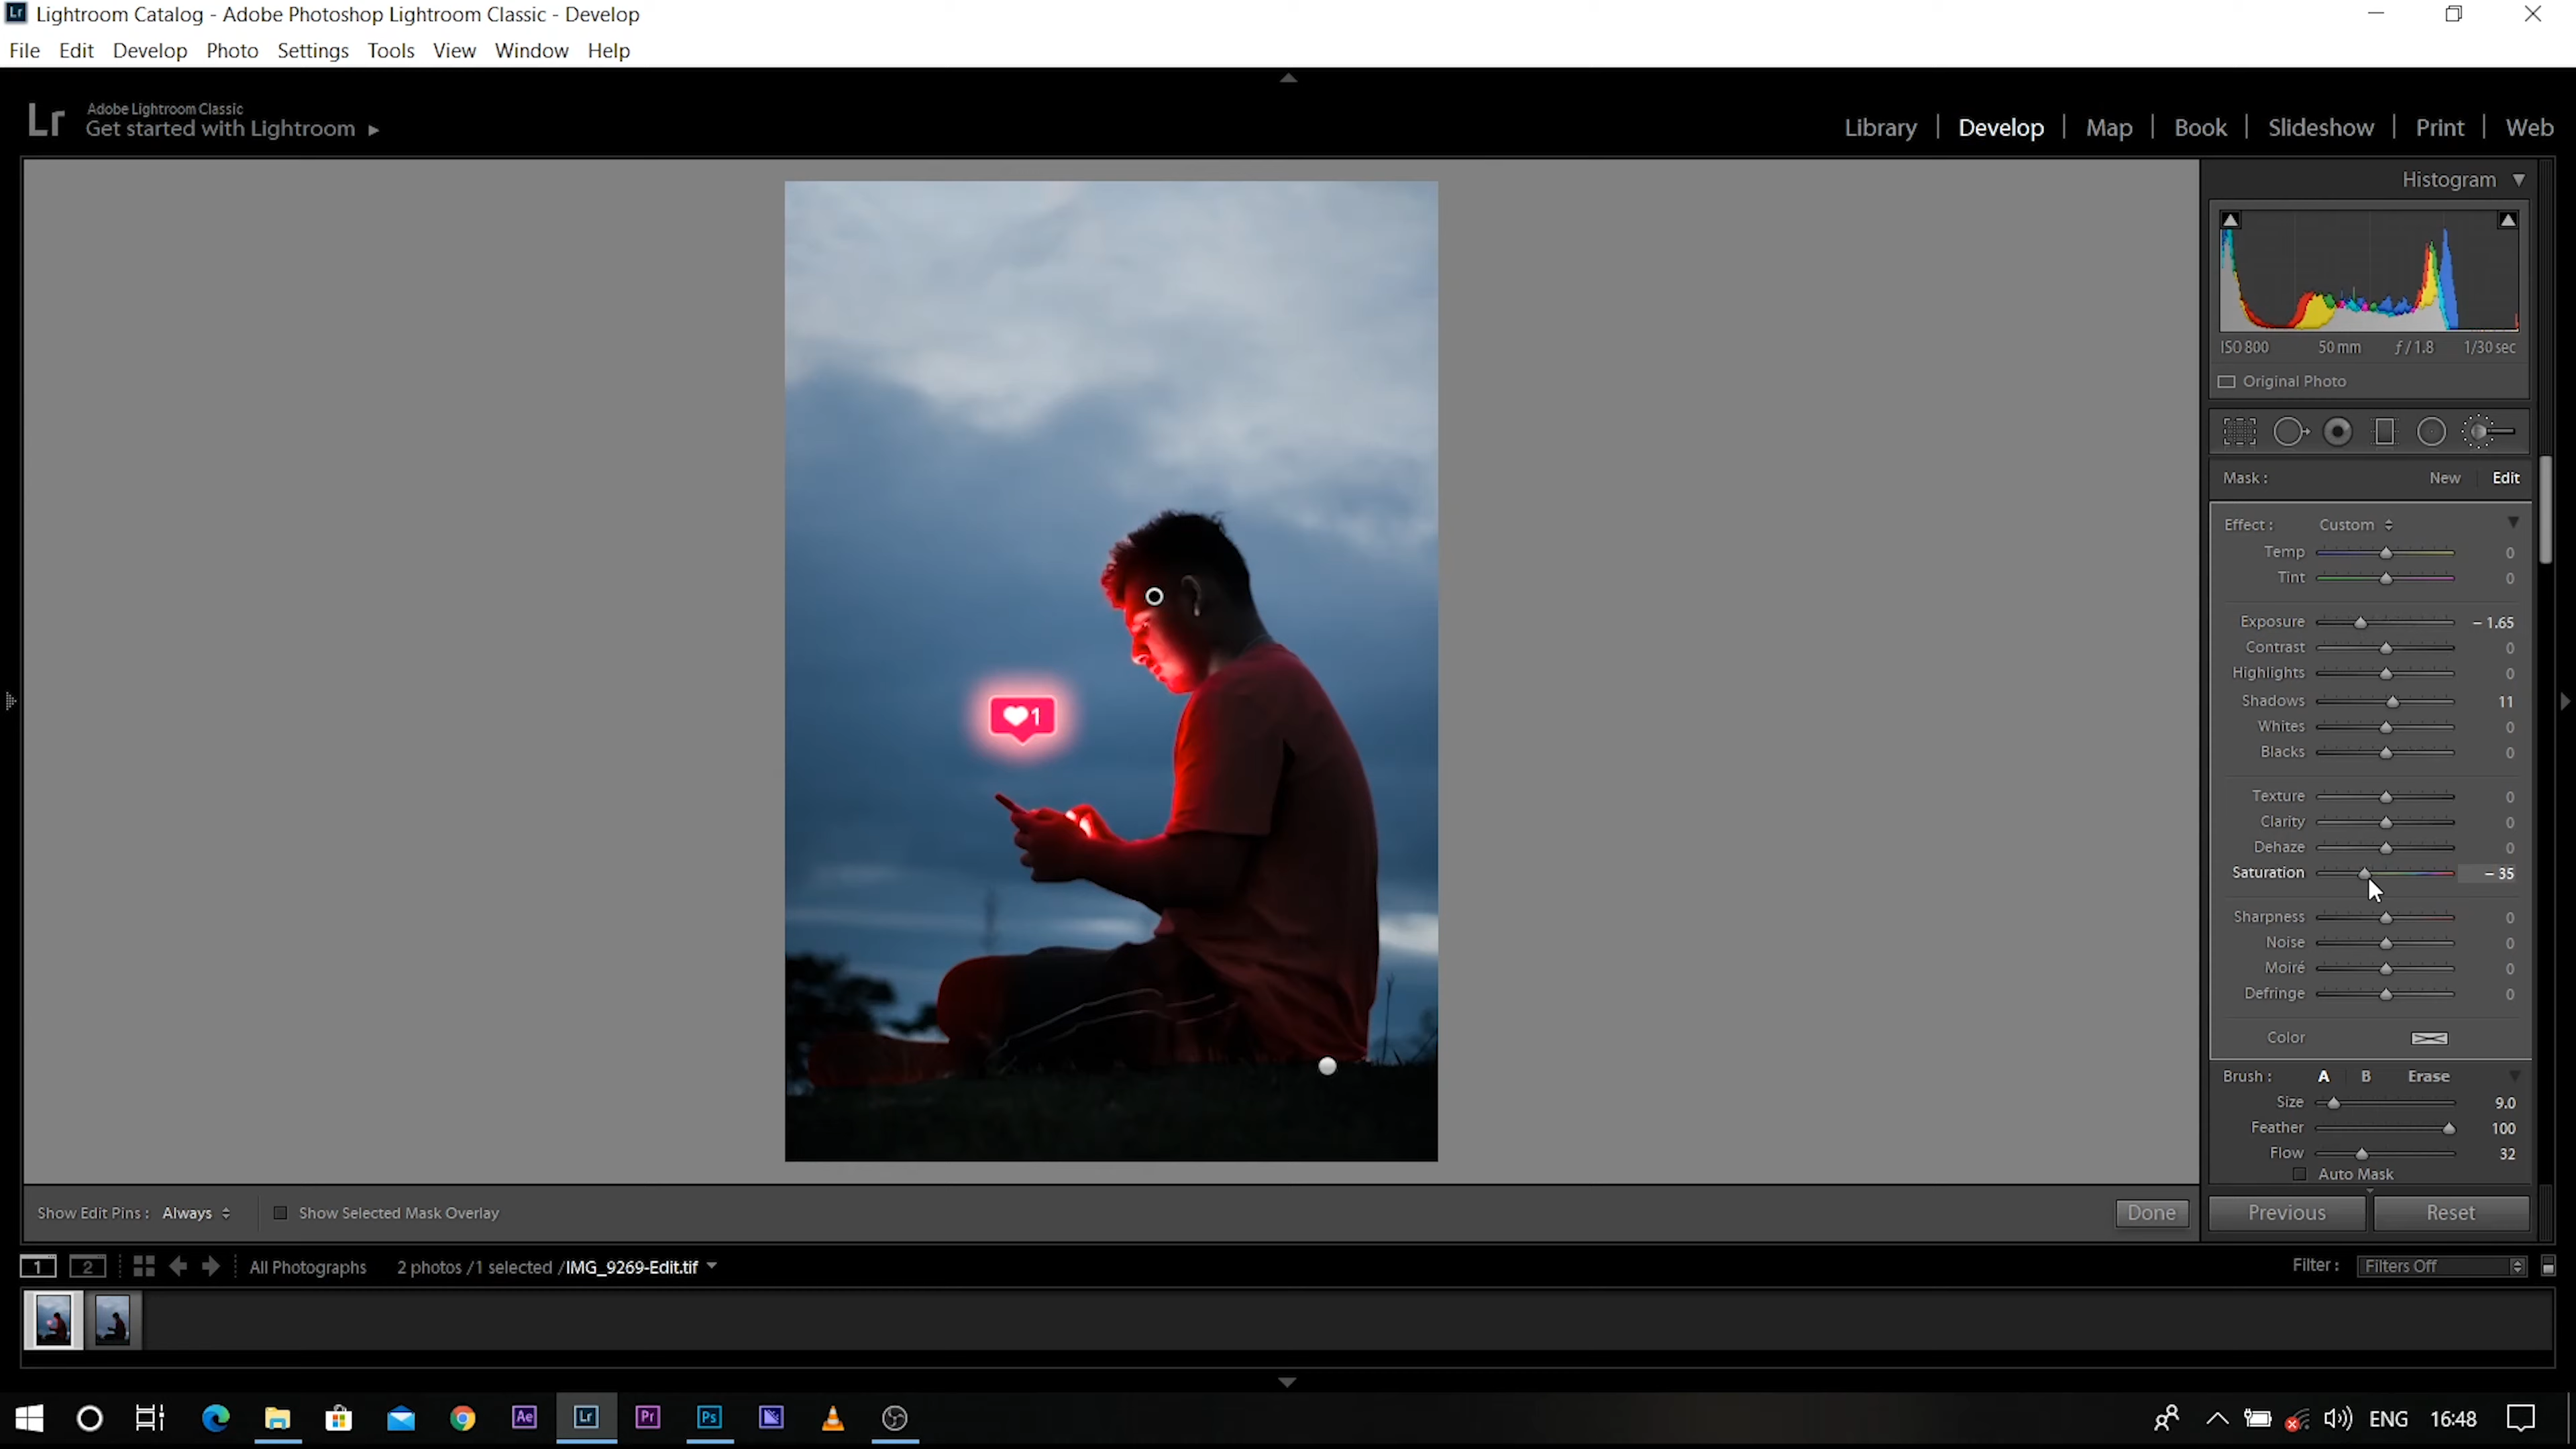 Lr Lightroom Catalog - Adobe Photoshop Lightroom Classic - Develop
File Edit Develop Photo Settings Tools View Window Help
Lr Adobe Lightroom Classic
Get started with Lightroom
Library | Develop | Map | Book | Slideshow | Print | Web
Histogram
ISO 800 50 mm ƒ / 1.8 1/30 sec
Original Photo
Mask : New Edit
Effect : Custom
Temp 0
Tint 0
Exposure – 1.65
Contrast 0
Highlights 0
Shadows 11
Whites 0
Blacks 0
Texture 0
Clarity 0
Dehaze 0
Saturation – 35
Sharpness 0
Noise 0
Moiré 0
Defringe 0
Color
Brush : A B Erase
Size 9.0
Feather 100
Flow 32
Auto Mask
1
Show Edit Pins : Always Show Selected Mask Overlay Done Previous Reset
1 2 All Photographs 2 photos /1 selected /IMG_9269-Edit.tif Filter : Filters Off
Ae Lr Pr Ps ENG 16:48